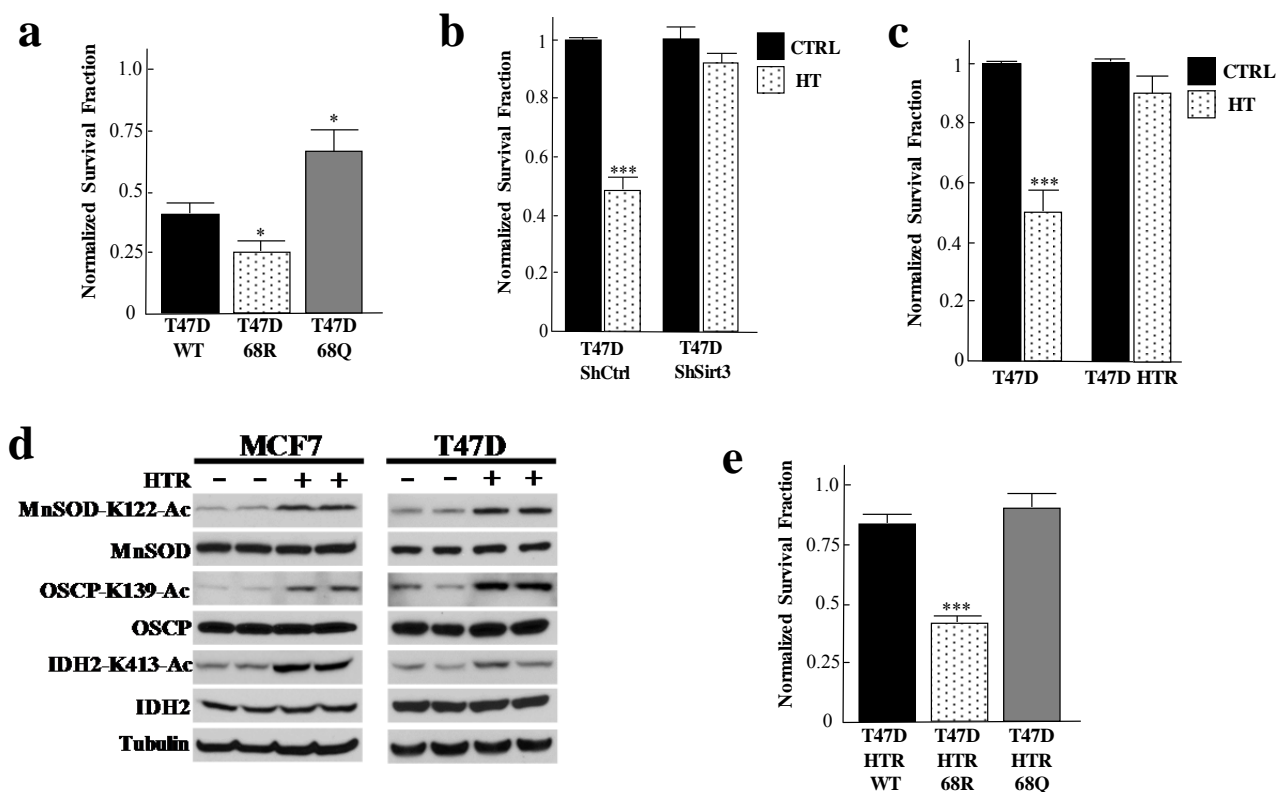 a
Normalized Survival Fraction
1.0
0.75
0.5
0.25
0
*
*
T47D
WT
T47D
68R
T47D
68Q
b
Normalized Survival Fraction
1
0.8
0.6
0.4
0.2
0
***
CTRL
HT
T47D
ShCtrl
T47D
ShSirt3
c
Normalized Survival Fraction
1
0.8
0.6
0.4
0.2
0
***
CTRL
HT
T47D
T47D HTR
d
MCF7
T47D
HTR
- - + +
- - + +
MnSOD-K122-Ac
MnSOD
OSCP-K139-Ac
OSCP
IDH2-K413-Ac
IDH2
Tubulin
e
Normalized Survival Fraction
1.0
0.75
0.5
0.25
0
***
T47D
HTR
WT
T47D
HTR
68R
T47D
HTR
68Q